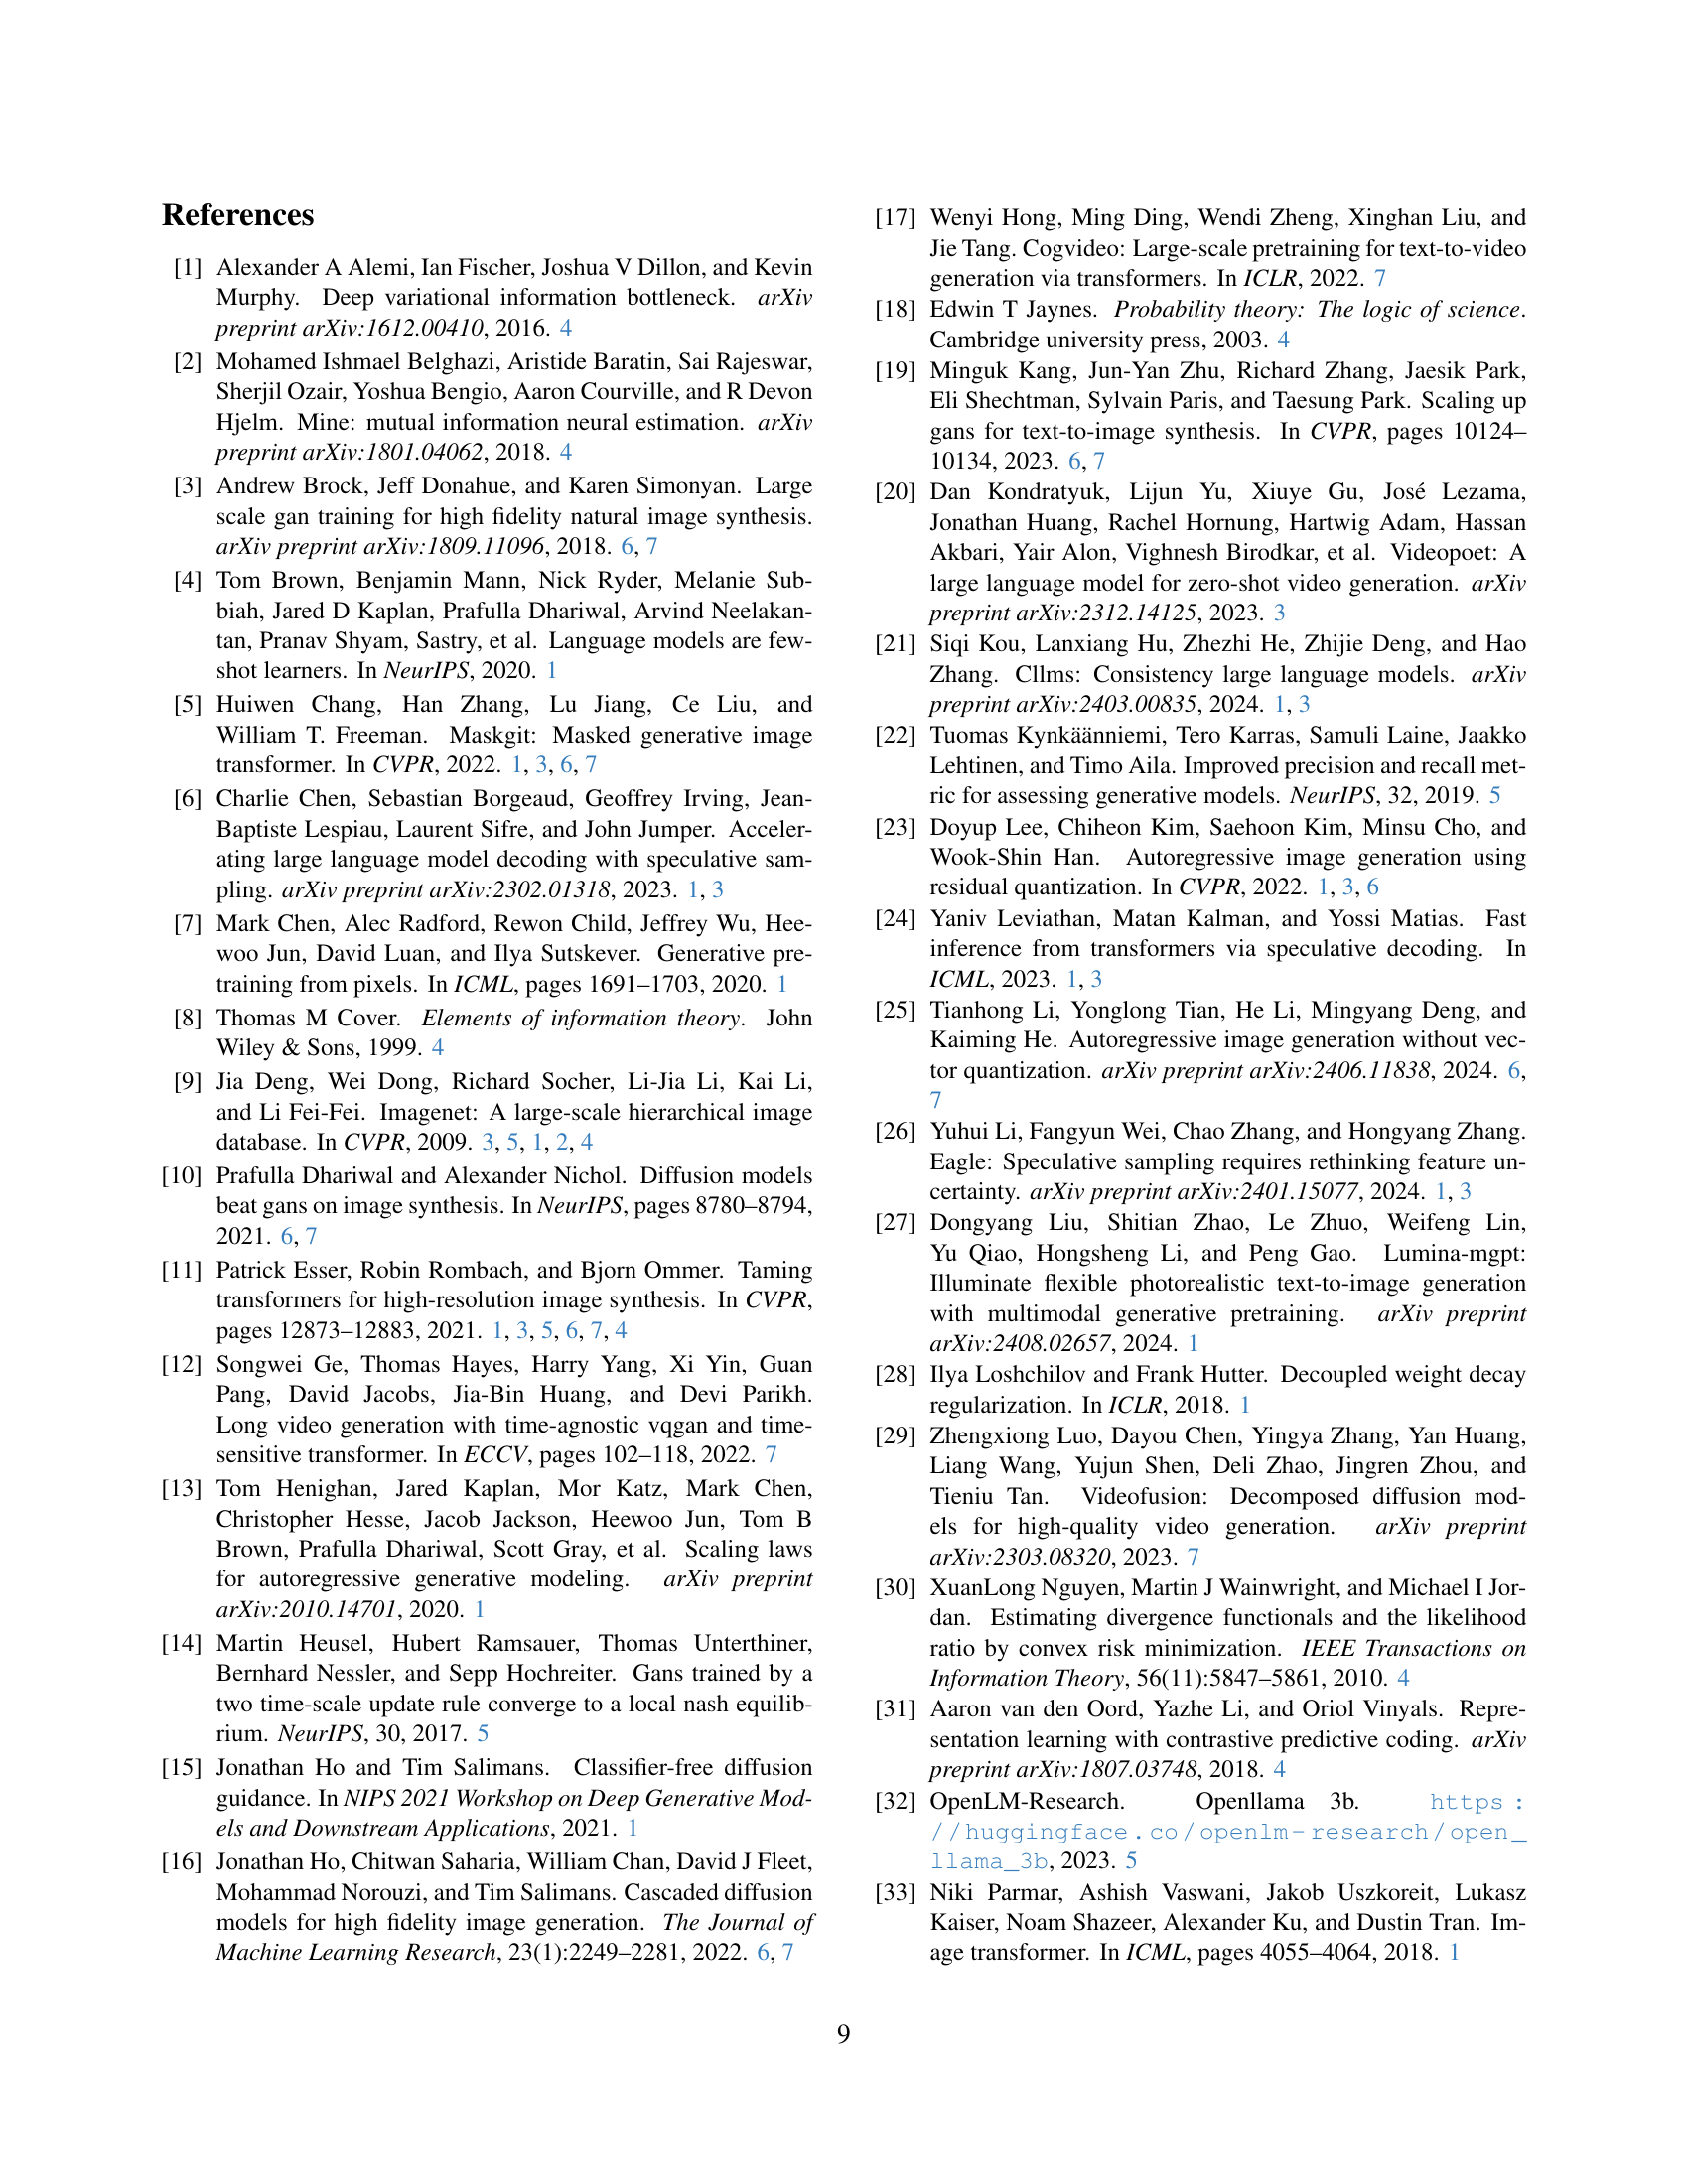 References
[1] Alexander A Alemi, Ian Fischer, Joshua V Dillon, and Kevin
Murphy. Deep variational information bottleneck. arXiv
preprint arXiv:1612.00410, 2016. 4
[2] Mohamed Ishmael Belghazi, Aristide Baratin, Sai Rajeswar,
Sherjil Ozair, Yoshua Bengio, Aaron Courville, and R Devon
Hjelm. Mine: mutual information neural estimation. arXiv
preprint arXiv:1801.04062, 2018. 4
[3] Andrew Brock, Jeff Donahue, and Karen Simonyan. Large
scale gan training for high fidelity natural image synthesis.
arXiv preprint arXiv:1809.11096, 2018. 6, 7
[4] Tom Brown, Benjamin Mann, Nick Ryder, Melanie Sub-
biah, Jared D Kaplan, Prafulla Dhariwal, Arvind Neelakan-
tan, Pranav Shyam, Sastry, et al. Language models are few-
shot learners. In NeurIPS, 2020. 1
[5] Huiwen Chang, Han Zhang, Lu Jiang, Ce Liu, and
William T. Freeman. Maskgit: Masked generative image
transformer. In CVPR, 2022. 1, 3, 6, 7
[6] Charlie Chen, Sebastian Borgeaud, Geoffrey Irving, Jean-
Baptiste Lespiau, Laurent Sifre, and John Jumper. Acceler-
ating large language model decoding with speculative sam-
pling. arXiv preprint arXiv:2302.01318, 2023. 1, 3
[7] Mark Chen, Alec Radford, Rewon Child, Jeffrey Wu, Hee-
woo Jun, David Luan, and Ilya Sutskever. Generative pre-
training from pixels. In ICML, pages 1691–1703, 2020. 1
[8] Thomas M Cover. Elements of information theory. John
Wiley & Sons, 1999. 4
[9] Jia Deng, Wei Dong, Richard Socher, Li-Jia Li, Kai Li,
and Li Fei-Fei. Imagenet: A large-scale hierarchical image
database. In CVPR, 2009. 3, 5, 1, 2, 4
[10] Prafulla Dhariwal and Alexander Nichol. Diffusion models
beat gans on image synthesis. In NeurIPS, pages 8780–8794,
2021. 6, 7
[11] Patrick Esser, Robin Rombach, and Bjorn Ommer. Taming
transformers for high-resolution image synthesis. In CVPR,
pages 12873–12883, 2021. 1, 3, 5, 6, 7, 4
[12] Songwei Ge, Thomas Hayes, Harry Yang, Xi Yin, Guan
Pang, David Jacobs, Jia-Bin Huang, and Devi Parikh.
Long video generation with time-agnostic vqgan and time-
sensitive transformer. In ECCV, pages 102–118, 2022. 7
[13] Tom Henighan, Jared Kaplan, Mor Katz, Mark Chen,
Christopher Hesse, Jacob Jackson, Heewoo Jun, Tom B
Brown, Prafulla Dhariwal, Scott Gray, et al. Scaling laws
for autoregressive generative modeling. arXiv preprint
arXiv:2010.14701, 2020. 1
[14] Martin Heusel, Hubert Ramsauer, Thomas Unterthiner,
Bernhard Nessler, and Sepp Hochreiter. Gans trained by a
two time-scale update rule converge to a local nash equilib-
rium. NeurIPS, 30, 2017. 5
[15] Jonathan Ho and Tim Salimans. Classifier-free diffusion
guidance. In NIPS 2021 Workshop on Deep Generative Mod-
els and Downstream Applications, 2021. 1
[16] Jonathan Ho, Chitwan Saharia, William Chan, David J Fleet,
Mohammad Norouzi, and Tim Salimans. Cascaded diffusion
models for high fidelity image generation. The Journal of
Machine Learning Research, 23(1):2249–2281, 2022. 6, 7
[17] Wenyi Hong, Ming Ding, Wendi Zheng, Xinghan Liu, and
Jie Tang. Cogvideo: Large-scale pretraining for text-to-video
generation via transformers. In ICLR, 2022. 7
[18] Edwin T Jaynes. Probability theory: The logic of science.
Cambridge university press, 2003. 4
[19] Minguk Kang, Jun-Yan Zhu, Richard Zhang, Jaesik Park,
Eli Shechtman, Sylvain Paris, and Taesung Park. Scaling up
gans for text-to-image synthesis. In CVPR, pages 10124–
10134, 2023. 6, 7
[20] Dan Kondratyuk, Lijun Yu, Xiuye Gu, José Lezama,
Jonathan Huang, Rachel Hornung, Hartwig Adam, Hassan
Akbari, Yair Alon, Vighnesh Birodkar, et al. Videopoet: A
large language model for zero-shot video generation. arXiv
preprint arXiv:2312.14125, 2023. 3
[21] Siqi Kou, Lanxiang Hu, Zhezhi He, Zhijie Deng, and Hao
Zhang. Cllms: Consistency large language models. arXiv
preprint arXiv:2403.00835, 2024. 1, 3
[22] Tuomas Kynkäänniemi, Tero Karras, Samuli Laine, Jaakko
Lehtinen, and Timo Aila. Improved precision and recall met-
ric for assessing generative models. NeurIPS, 32, 2019. 5
[23] Doyup Lee, Chiheon Kim, Saehoon Kim, Minsu Cho, and
Wook-Shin Han. Autoregressive image generation using
residual quantization. In CVPR, 2022. 1, 3, 6
[24] Yaniv Leviathan, Matan Kalman, and Yossi Matias. Fast
inference from transformers via speculative decoding. In
ICML, 2023. 1, 3
[25] Tianhong Li, Yonglong Tian, He Li, Mingyang Deng, and
Kaiming He. Autoregressive image generation without vec-
tor quantization. arXiv preprint arXiv:2406.11838, 2024. 6,
7
[26] Yuhui Li, Fangyun Wei, Chao Zhang, and Hongyang Zhang.
Eagle: Speculative sampling requires rethinking feature un-
certainty. arXiv preprint arXiv:2401.15077, 2024. 1, 3
[27] Dongyang Liu, Shitian Zhao, Le Zhuo, Weifeng Lin,
Yu Qiao, Hongsheng Li, and Peng Gao. Lumina-mgpt:
Illuminate flexible photorealistic text-to-image generation
with multimodal generative pretraining. arXiv preprint
arXiv:2408.02657, 2024. 1
[28] Ilya Loshchilov and Frank Hutter. Decoupled weight decay
regularization. In ICLR, 2018. 1
[29] Zhengxiong Luo, Dayou Chen, Yingya Zhang, Yan Huang,
Liang Wang, Yujun Shen, Deli Zhao, Jingren Zhou, and
Tieniu Tan. Videofusion: Decomposed diffusion mod-
els for high-quality video generation. arXiv preprint
arXiv:2303.08320, 2023. 7
[30] XuanLong Nguyen, Martin J Wainwright, and Michael I Jor-
dan. Estimating divergence functionals and the likelihood
ratio by convex risk minimization. IEEE Transactions on
Information Theory, 56(11):5847–5861, 2010. 4
[31] Aaron van den Oord, Yazhe Li, and Oriol Vinyals. Repre-
sentation learning with contrastive predictive coding. arXiv
preprint arXiv:1807.03748, 2018. 4
[32] OpenLM-Research. Openllama 3b. https :
//huggingface.co/openlm-research/open_
llama_3b, 2023. 5
[33] Niki Parmar, Ashish Vaswani, Jakob Uszkoreit, Lukasz
Kaiser, Noam Shazeer, Alexander Ku, and Dustin Tran. Im-
age transformer. In ICML, pages 4055–4064, 2018. 1
9